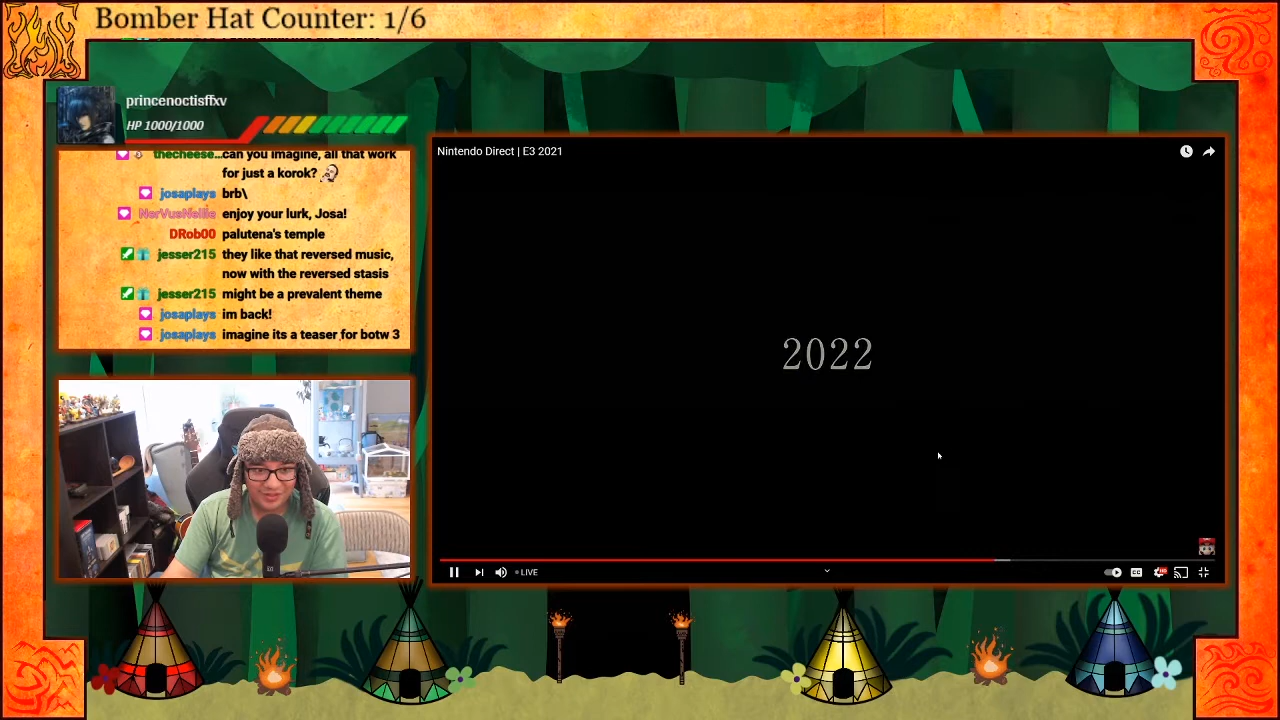 Bomber Hat Counter: 1/6
princenoctisffxv
HP 1000/1000
thecheese... can you imagine, all that work
for just a korok?
josaplays brb\
NerVusNellie enjoy your lurk, Josa!
DRob00 palutena's temple
jesser215 they like that reversed music,
now with the reversed stasis
jesser215 might be a prevalent theme
josaplays im back!
josaplays imagine its a teaser for botw 3
Nintendo Direct | E3 2021
2022
LIVE
CC
HD